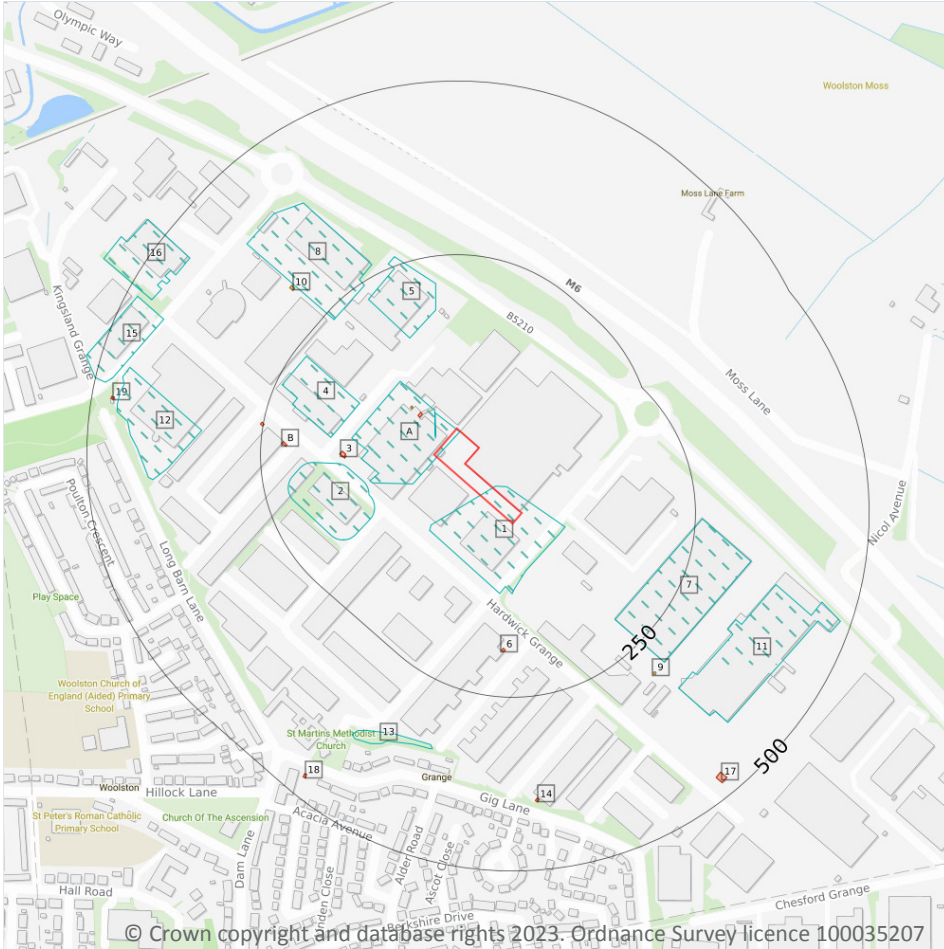 Olympic Way
Woolston Moss
Moss Lane Farm
16
8
10
5
M6
B5210
Kingsland Grange
15
19
12
4
Moss Lane
A
B
3
2
1
Nicol Avenue
Poulton Crescent
Long Barn Lane
Play Space
7
Hardwick Grange
6
250
9
11
Woolston Church of
England (Aided) Primary
School
13
St Martins Methodist
Church
500
17
18
Grange
Woolston
Hillock Lane
14
Gig Lane
St Peter's Roman Catholic
Primary School
Church Of The Ascension
Acacia Avenue
Dam Lane
Alder Road
Ascot Close
Hall Road
Chesford Grange
Berkshire Drive
© Crown copyright and database rights 2023. Ordnance Survey licence 100035207